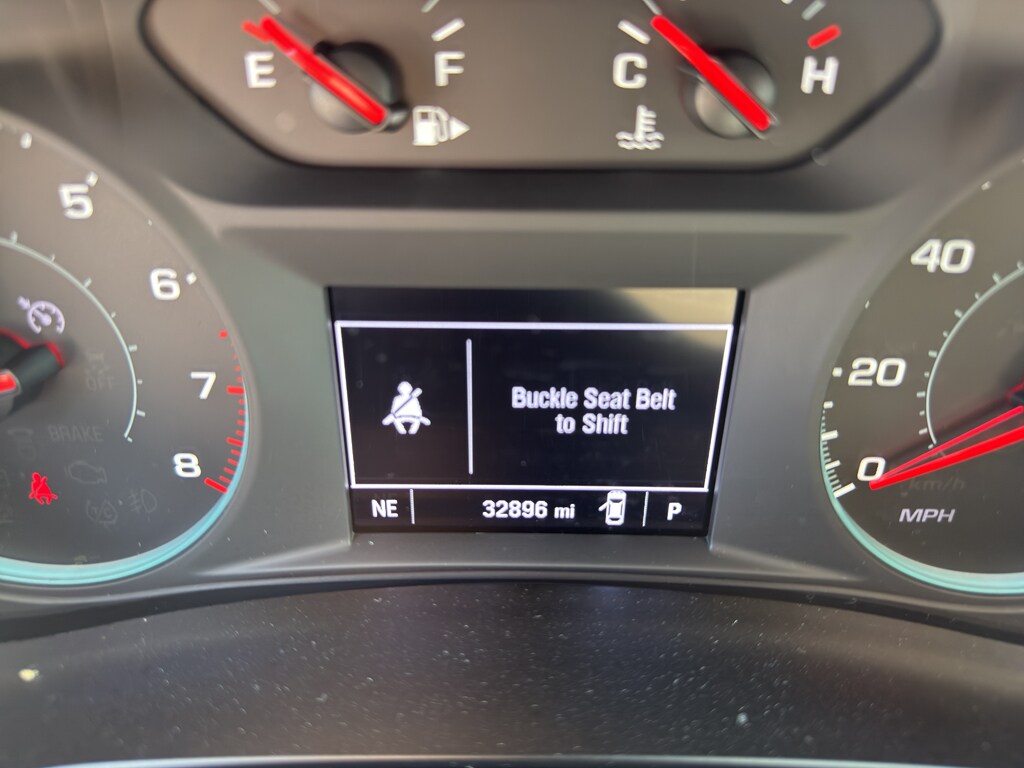 E F C H
5
6
7
8
OFF
BRAKE
Buckle Seat Belt
to Shift
NE 32896 mi P
40
20
0
km/h
MPH